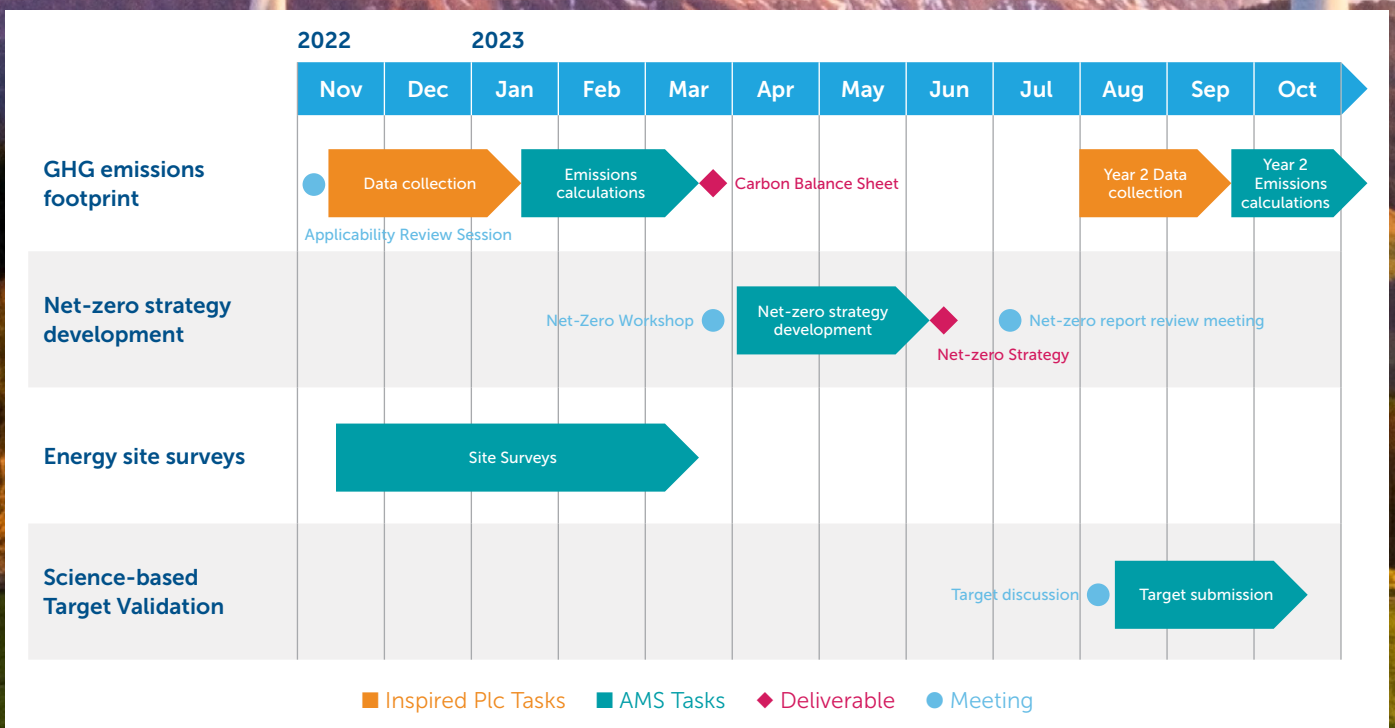 2022 2023
Nov Dec Jan Feb Mar Apr May Jun Jul Aug Sep Oct
GHG emissions
footprint
Data collection
Emissions
calculations
Carbon Balance Sheet
Year 2 Data
collection
Year 2
Emissions
calculations
Applicability Review Session
Net-zero strategy
development
Net-Zero Workshop
Net-zero strategy
development
Net-zero Strategy
Net-zero report review meeting
Energy site surveys
Site Surveys
Science-based
Target Validation
Target discussion
Target submission
Inspired Plc Tasks AMS Tasks Deliverable Meeting